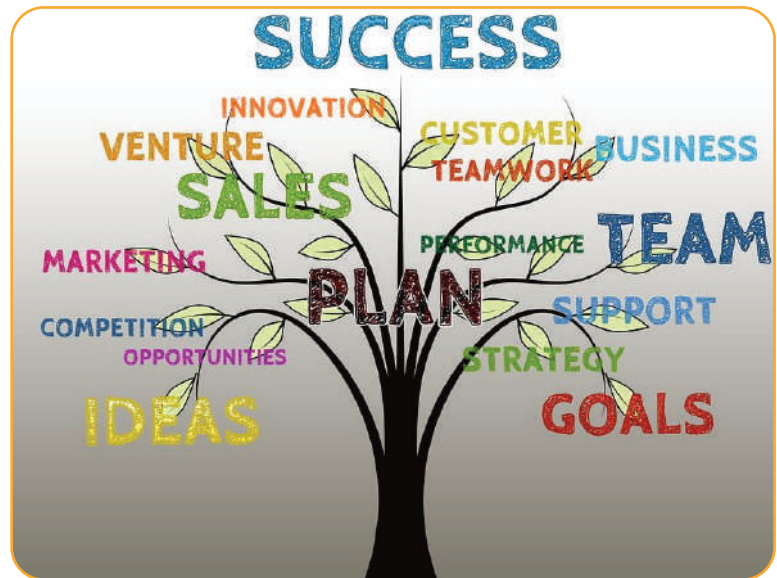 SUCCESS
INNOVATION
CUSTOMER
VENTURE
BUSINESS
TEAMWORK
SALES
TEAM
PERFORMANCE
MARKETING
PLAN
SUPPORT
COMPETITION
OPPORTUNITIES
STRATEGY
IDEAS
GOALS